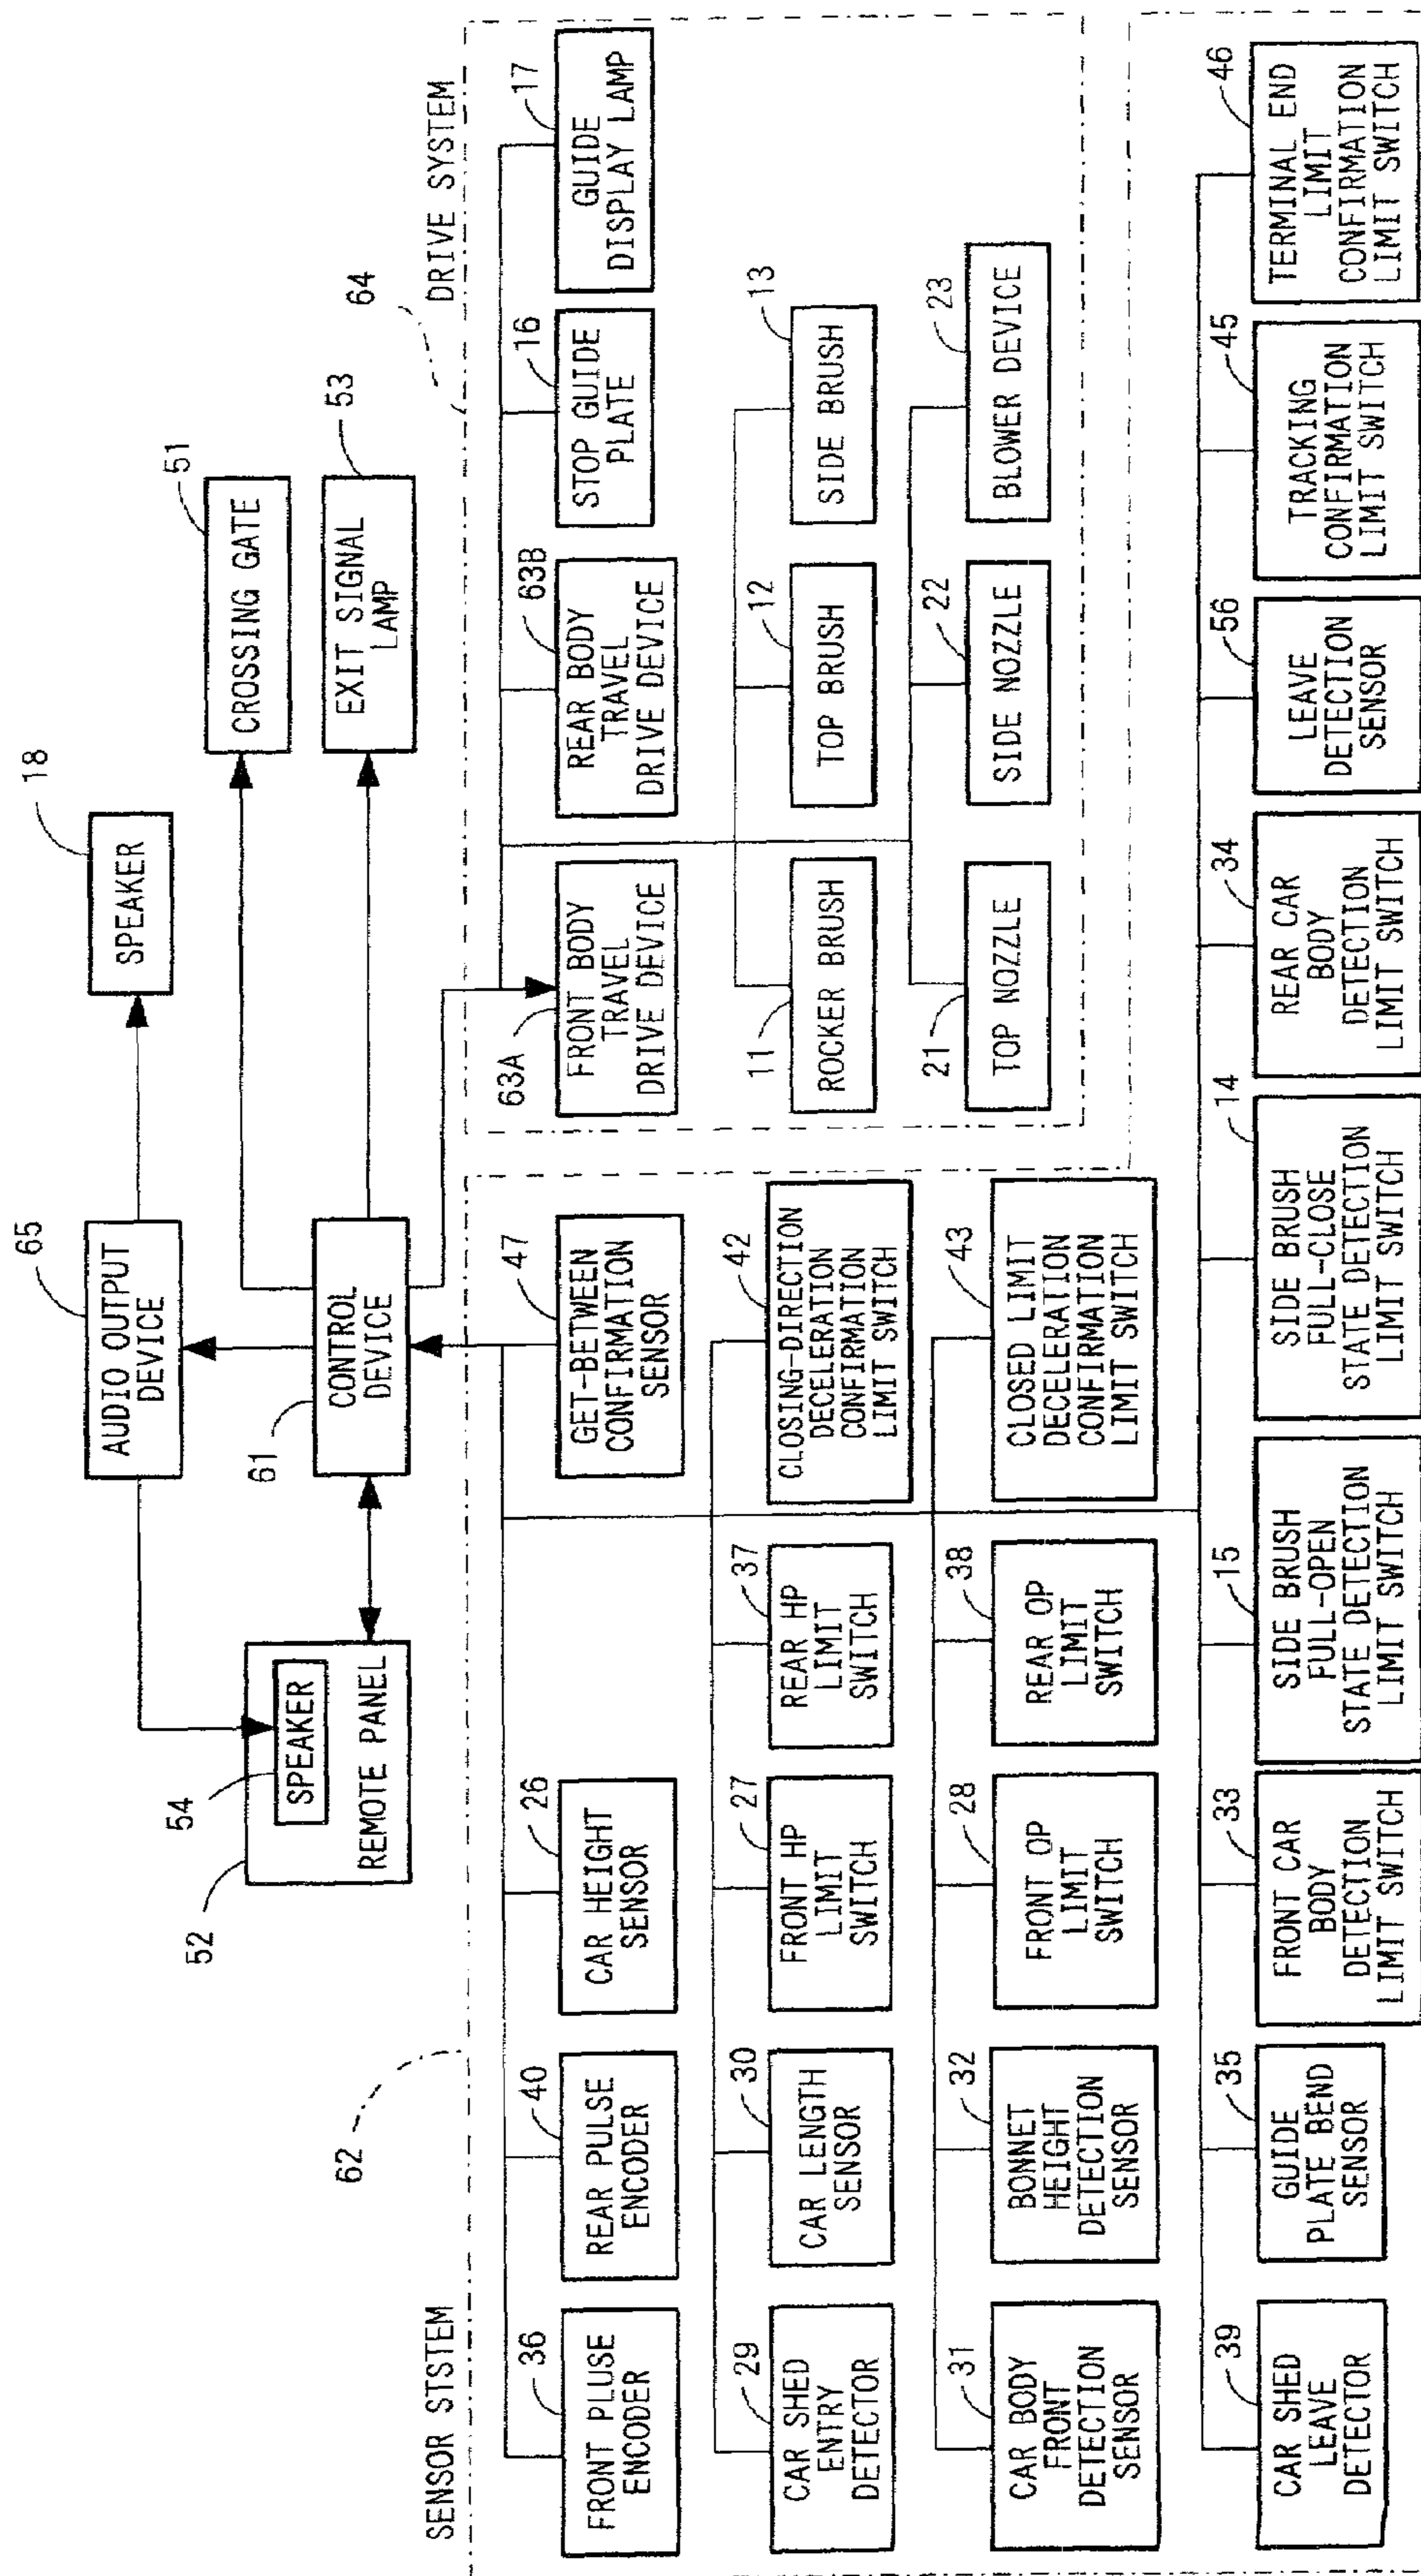 18
SPEAKER
65
AUDIO OUTPUT
DEVICE
51
CROSSING GATE
53
EXIT SIGNAL
LAMP
61
CONTROL
DEVICE
54
SPEAKER
52
REMOTE PANEL
64
DRIVE SYSTEM
63A
FRONT BODY
TRAVEL
DRIVE DEVICE
63B
REAR BODY
TRAVEL
DRIVE DEVICE
16
STOP GUIDE
PLATE
17
GUIDE
DISPLAY LAMP
11
ROCKER BRUSH
12
TOP BRUSH
13
SIDE BRUSH
21
TOP NOZZLE
22
SIDE NOZZLE
23
BLOWER DEVICE
62
SENSOR STSTEM
36
FRONT PLUSE
ENCODER
40
REAR PULSE
ENCODER
26
CAR HEIGHT
SENSOR
47
GET-BETWEEN
CONFIRMATION
SENSOR
29
CAR SHED
ENTRY
DETECTOR
30
CAR LENGTH
SENSOR
27
FRONT HP
LIMIT
SWITCH
37
REAR HP
LIMIT
SWITCH
42
CLOSING-DIRECTION
DECELERATION
CONFIRMATION
LIMIT SWITCH
31
CAR BODY
FRONT
DETECTION
SENSOR
32
BONNET
HEIGHT
DETECTION
SENSOR
28
FRONT OP
LIMIT
SWITCH
38
REAR OP
LIMIT
SWITCH
43
CLOSED LIMIT
DECELERATION
CONFIRMATION
LIMIT SWITCH
39
CAR SHED
LEAVE
DETECTOR
35
GUIDE
PLATE BEND
SENSOR
33
FRONT CAR
BODY
DETECTION
LIMIT SWITCH
15
SIDE BRUSH
FULL-OPEN
STATE DETECTION
LIMIT SWITCH
14
SIDE BRUSH
FULL-CLOSE
STATE DETECTION
LIMIT SWITCH
34
REAR CAR
BODY
DETECTION
LIMIT SWITCH
56
LEAVE
DETECTION
SENSOR
45
TRACKING
CONFIRMATION
LIMIT SWITCH
46
TERMINAL END
LIMIT
CONFIRMATION
LIMIT SWITCH